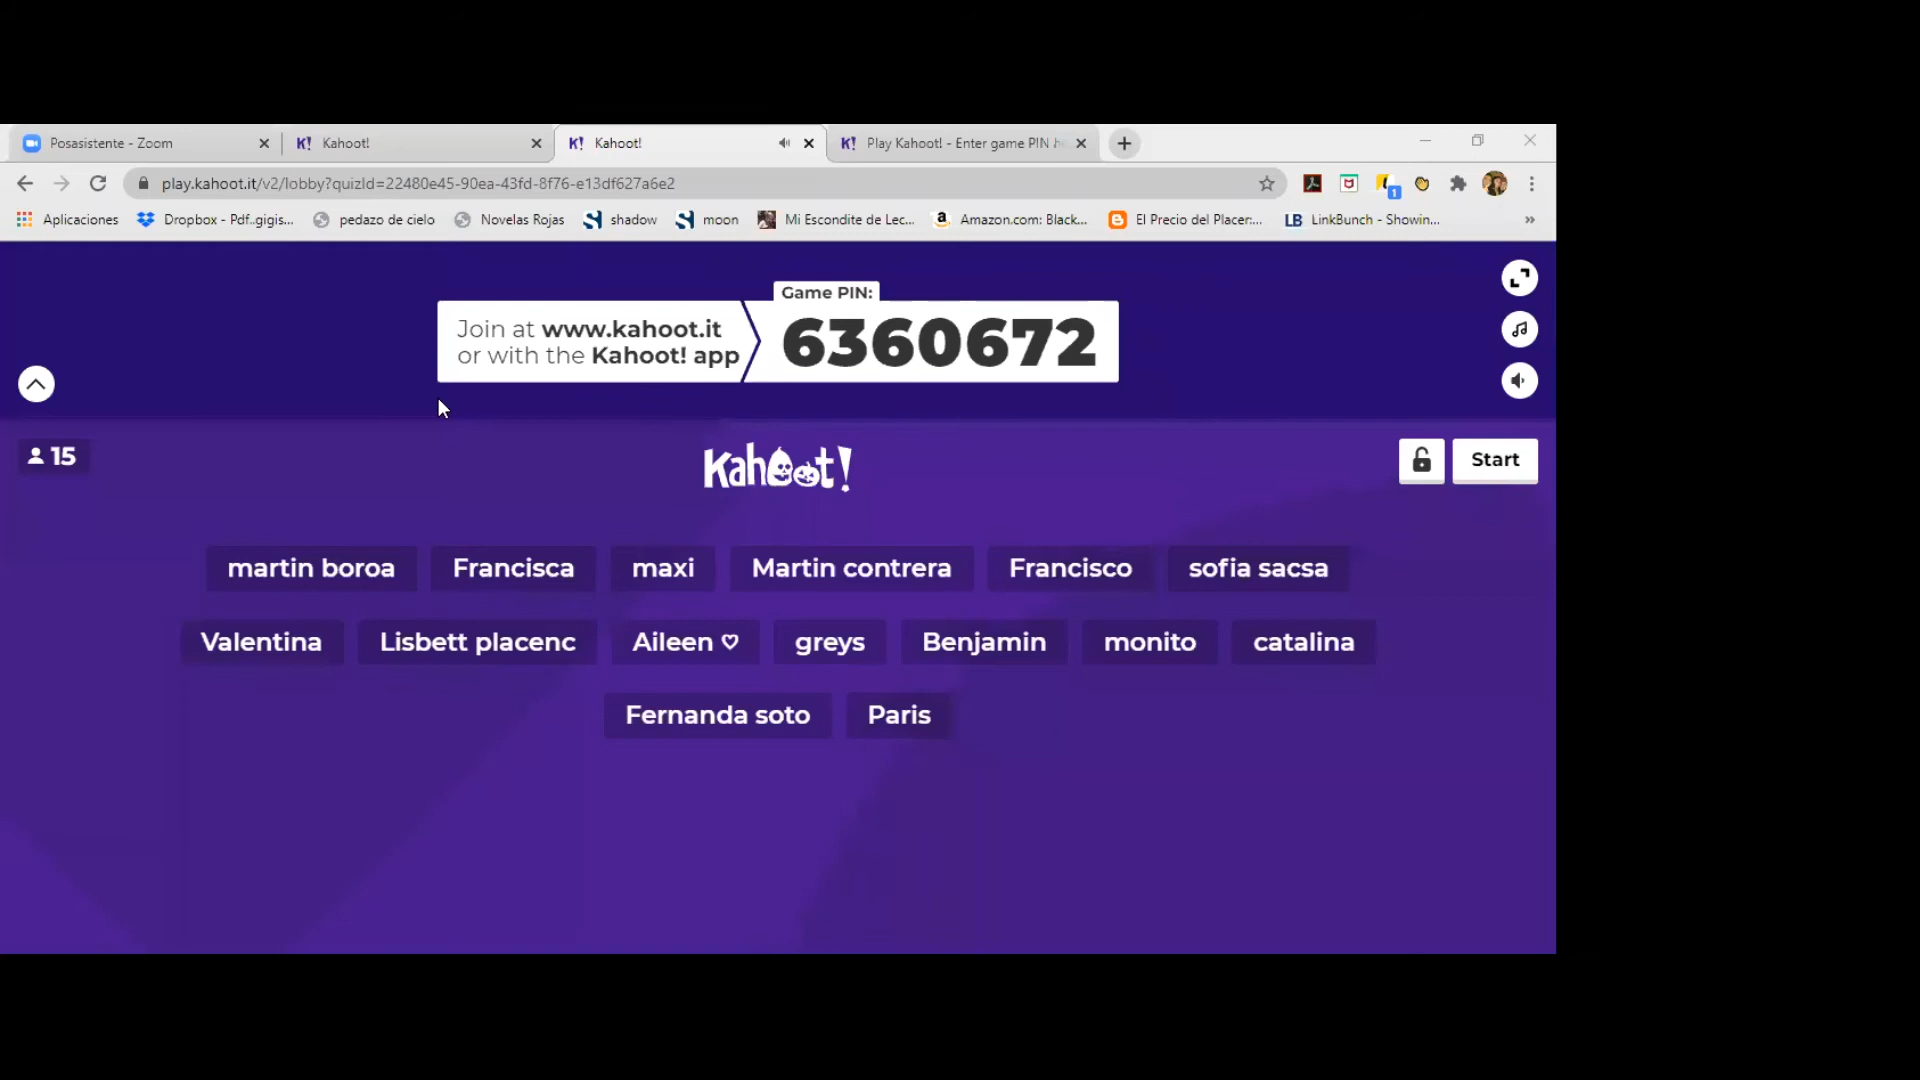 Posasistente - Zoom
Kahoot!
Kahoot!
Play Kahoot! - Enter game PIN
play.kahoot.it/v2/lobby?quizId=22480e45-90ea-43fd-8f76-e13df627a6e2
1
Aplicaciones
Dropbox - Pdf..gigis...
pedazo de cielo
Novelas Rojas
shadow
moon
Mi Escondite de Lec...
Amazon.com: Black...
El Precio del Placer:...
LB LinkBunch - Showin...
»
Game PIN:
Join at www.kahoot.it
or with the Kahoot! app
6360672
15
Kahoot!
Start
martin boroa
Francisca
maxi
Martin contrera
Francisco
sofia sacsa
Valentina
Lisbett placenc
Aileen ♡
greys
Benjamin
monito
catalina
Fernanda soto
Paris